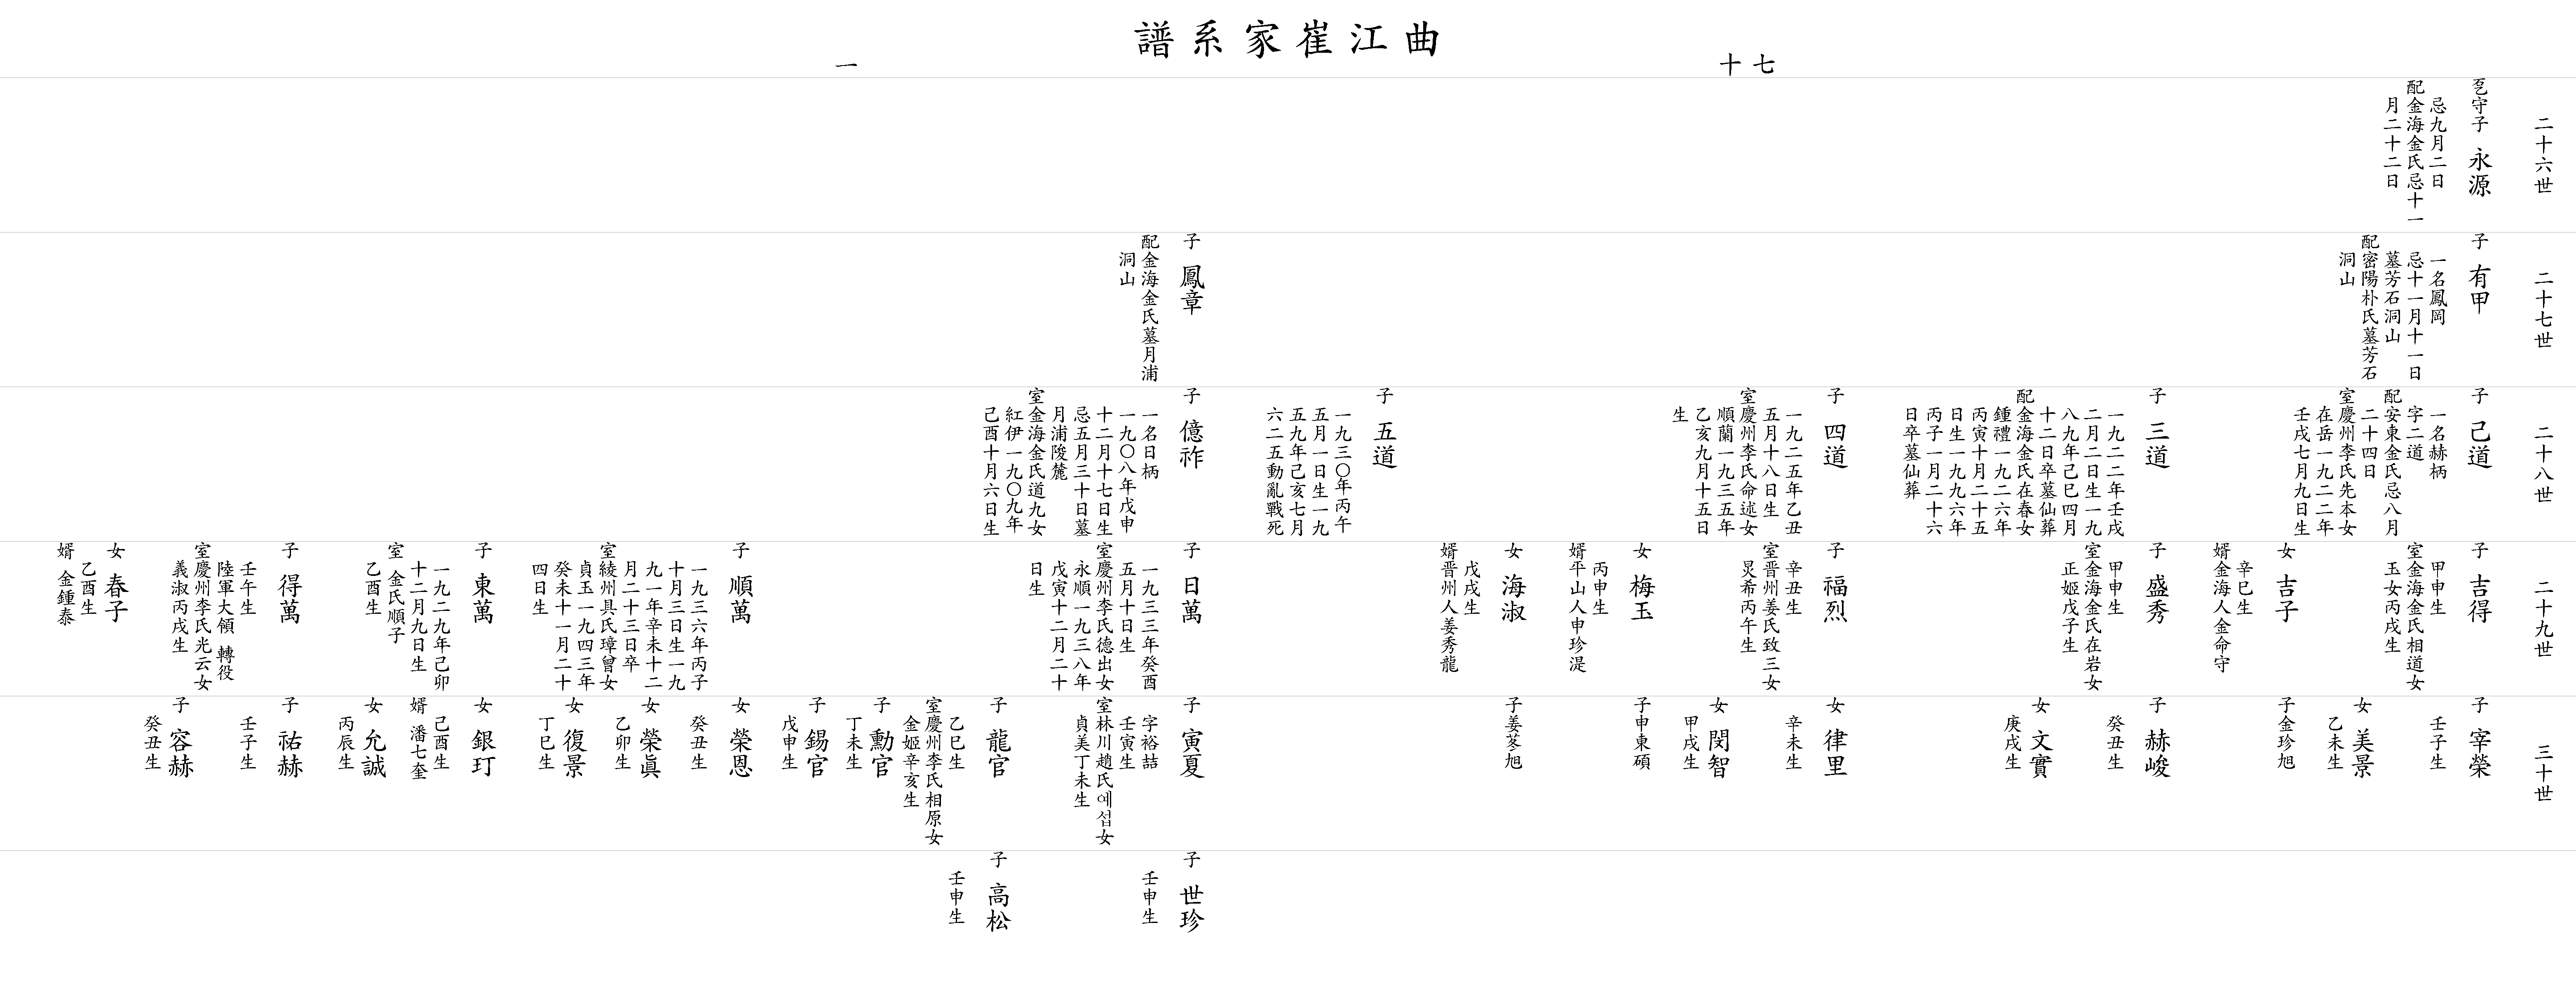 曲江崔家系譜
七十一
二十六世
守子 永源
忌九月二日
配金海金氏忌十一
月二十二日
二十七世
子 有甲
一名鳳岡
忌十一月十一日
墓芳石洞山
配密陽朴氏墓芳石
洞山
子 鳳章
配金海金氏墓月浦
洞山
二十八世
子 己道
一名赫柄
字二道
配安東金氏忌八月
二十四日
室慶州李氏先本女
在岳一九二二年
壬戌七月九日生
子 三道
一九二二年壬戌
二月二日生一九
八九年己巳四月
十二日卒墓仙葬
配金海金氏在春女
鍾禮一九二六年
丙寅十月二十五
日生一九九六年
丙子一月二十六
日卒墓仙葬
子 四道
一九二五年乙丑
五月十八日生
室慶州李氏命述女
順蘭一九三五年
乙亥九月十五日
生
子 五道
一九三〇年丙午
五月一日生一九
五九年己亥七月
六二五動亂戰死
子 億祚
一名日柄
一九〇八年戊申
十二月十七日生
忌五月三十日墓
月浦陵麓
室金海金氏道九女
紅伊一九〇九年
己酉十月六日生
二十九世
子 吉得
甲申生
室金海金氏相道女
玉女丙戌生
女 吉子
辛巳生
婿金海人金命守
子 盛秀
甲申生
室金海金氏在岩女
正姬戊子生
子 福烈
辛丑生
室晋州姜氏致三女
炅希丙午生
女 梅玉
丙申生
婿平山人申珍湜
女 海淑
戊戌生
婿晋州人姜秀龍
子 日萬
一九三三年癸酉
五月十日生
室慶州李氏德出女
永順一九三八年
戊寅十二月二十
日生
子 順萬
一九三六年丙子
十月三日生一九
九一年辛未十二
月二十三日卒
室綾州具氏璋曾女
貞玉一九四三年
癸未十一月二十
四日生
子 東萬
一九二九年己卯
十二月九日生
室 金氏順子
乙酉生
子 得萬
壬午生
陸軍大領 轉役
室慶州李氏光云女
義淑丙戌生
女 春子
乙酉生
婿 金鍾泰
三十世
子 宰榮
壬子生
女 美景
乙未生
子金珍旭
子 赫峻
癸丑生
女 文實
庚戌生
女 律里
辛未生
女 閔智
甲戌生
子申東碩
子姜苳旭
子 寅夏
字裕喆
壬寅生
室林川趙氏예섭女
貞美丁未生
子 龍官
乙巳生
室慶州李氏相原女
金姬辛亥生
子 勳官
丁未生
子 錫官
戊申生
女 榮恩
癸丑生
女 榮眞
乙卯生
女 復景
丁巳生
女 銀玎
己酉生
婿 潘七奎
女 允誠
丙辰生
子 祐赫
壬子生
子 容赫
癸丑生
子 世珍
壬申生
子 高松
壬申生